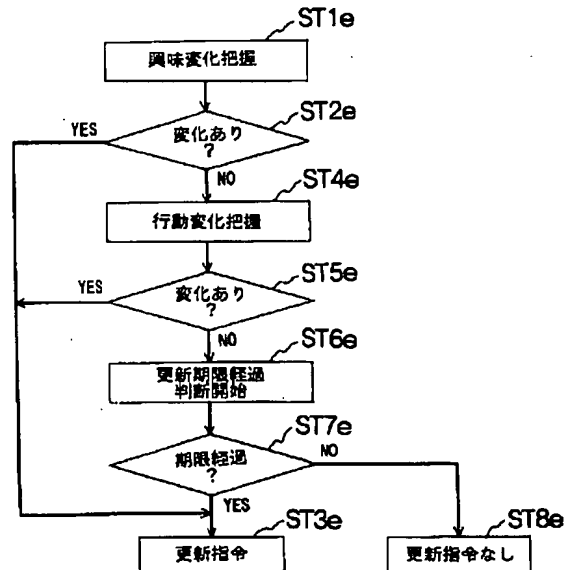 ST1e
興味変化把握
ST2e
変化あり
?
YES
NO
ST4e
行動変化把握
ST5e
変化あり
?
YES
NO
ST6e
更新期限経過
判断開始
ST7e
期限経過
?
NO
YES
ST3e
更新指令
ST8e
更新指令なし